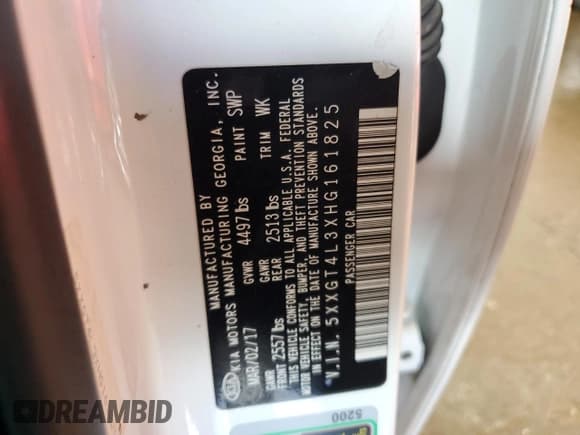 MANUFACTURED BY
KIA KIA MOTORS MANUFACTURING GEORGIA, INC.
MAR/02/17 GVWR 4497 lbs PAINT SWP
GAWR FRONT 2557 lbs GAWR REAR 2513 lbs TRIM WK
THIS VEHICLE CONFORMS TO ALL APPLICABLE U.S.A. FEDERAL
MOTOR VEHICLE SAFETY, BUMPER, AND THEFT PREVENTION STANDARDS
IN EFFECT ON THE DATE OF MANUFACTURE SHOWN ABOVE.
V.I.N. 5XXGT4L3XHG161825
PASSENGER CAR
5200
DREAMBID